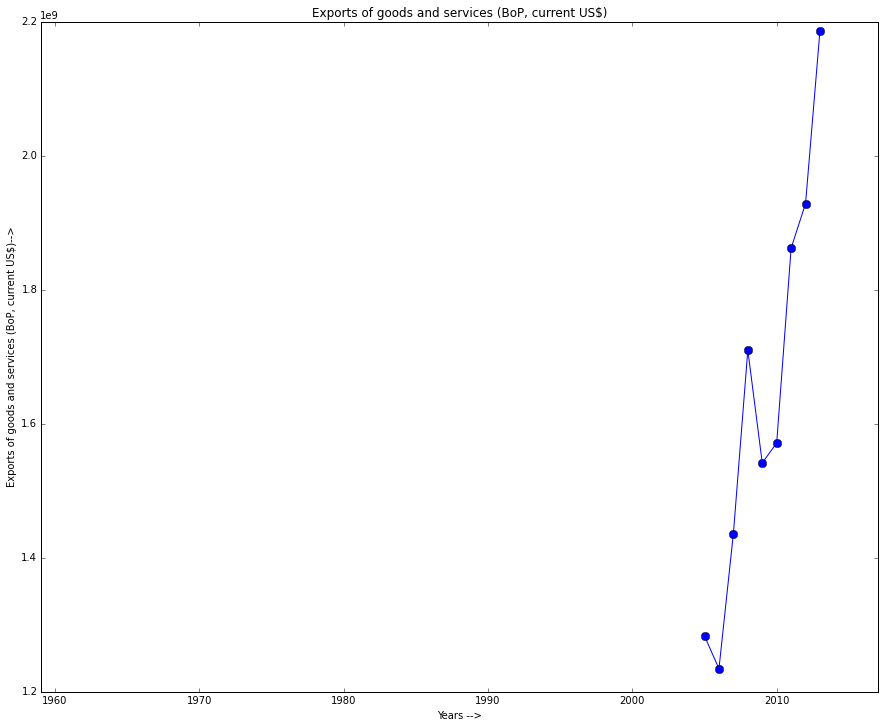 Exports of goods and services (BoP, current US$)
1e9
2.2
2.0
1.8
1.6
1.4
1.2
Exports of goods and services (BoP, current US$)-->
1960 1970 1980 1990 2000 2010
Years -->